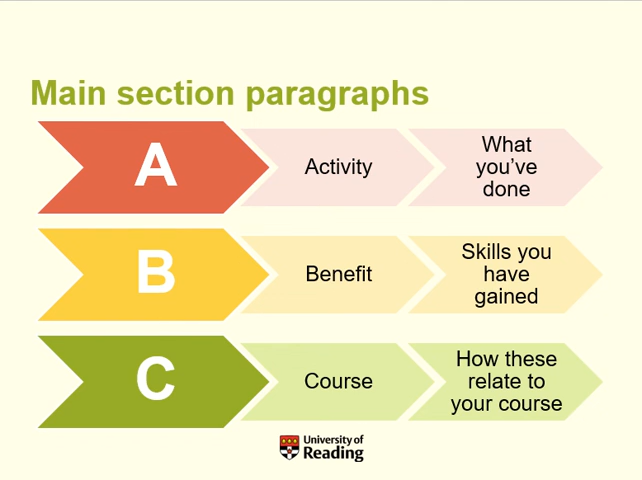 Main section paragraphs
A
Activity
What
you’ve
done
B
Benefit
Skills you
have
gained
C
Course
How these
relate to
your course
University of
Reading